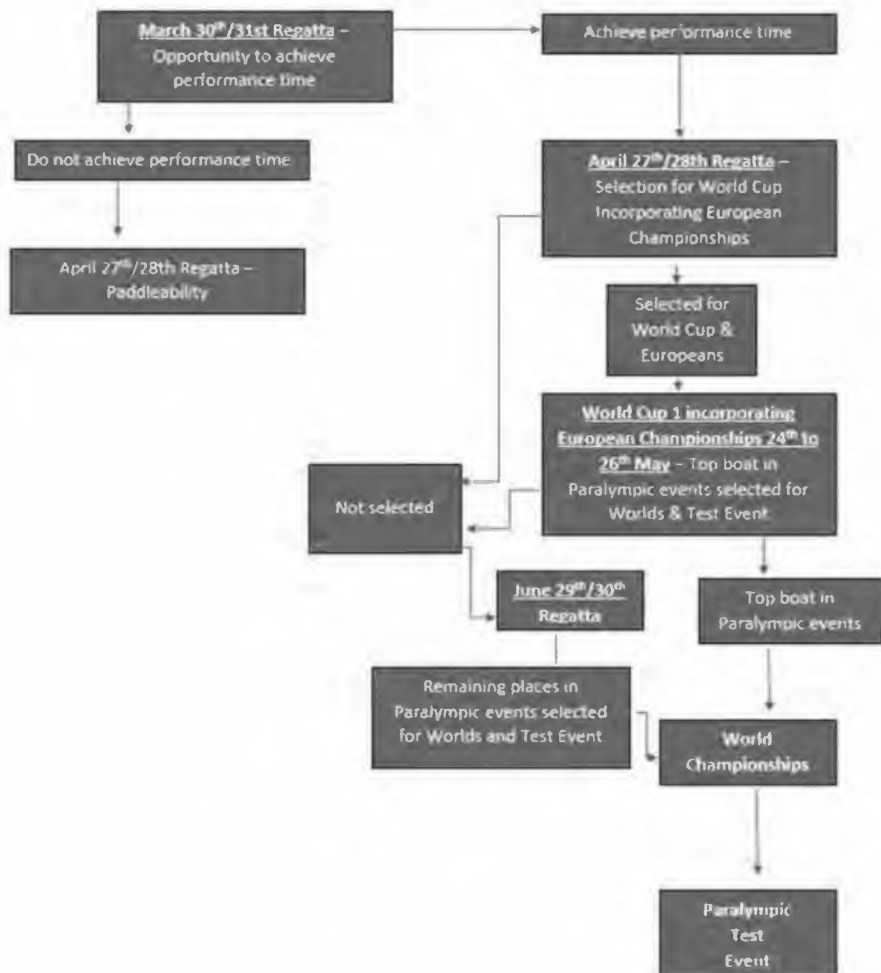 March 30th/31st Regatta –
Opportunity to achieve
performance time
Achieve performance time
Do not achieve performance time
April 27th/28th Regatta –
Selection for World Cup
Incorporating European
Championships
April 27th/28th Regatta –
Paddleability
Selected for
World Cup &
Europeans
World Cup 1 incorporating
European Championships 24th to
26th May – Top boat in
Paralympic events selected for
Worlds & Test Event
Not selected
June 29th/30th
Regatta
Top boat in
Paralympic events
Remaining places in
Paralympic events selected
for Worlds and Test Event
World
Championships
Paralympic
Test
Event